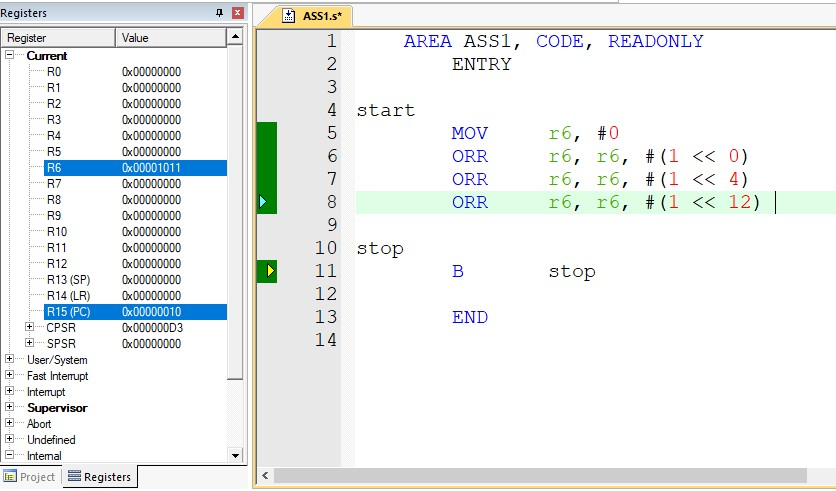 Registers
Register Value
Current
R0 0x00000000
R1 0x00000000
R2 0x00000000
R3 0x00000000
R4 0x00000000
R5 0x00000000
R6 0x00001011
R7 0x00000000
R8 0x00000000
R9 0x00000000
R10 0x00000000
R11 0x00000000
R12 0x00000000
R13 (SP) 0x00000000
R14 (LR) 0x00000000
R15 (PC) 0x00000010
CPSR 0x000000D3
SPSR 0x00000000
User/System
Fast Interrupt
Interrupt
Supervisor
Abort
Undefined
Internal
Project Registers
ASS1.s*
1 AREA ASS1, CODE, READONLY
2 ENTRY
3
4 start
5 MOV r6, #0
6 ORR r6, r6, #(1 << 0)
7 ORR r6, r6, #(1 << 4)
8 ORR r6, r6, #(1 << 12)
9
10 stop
11 B stop
12
13 END
14